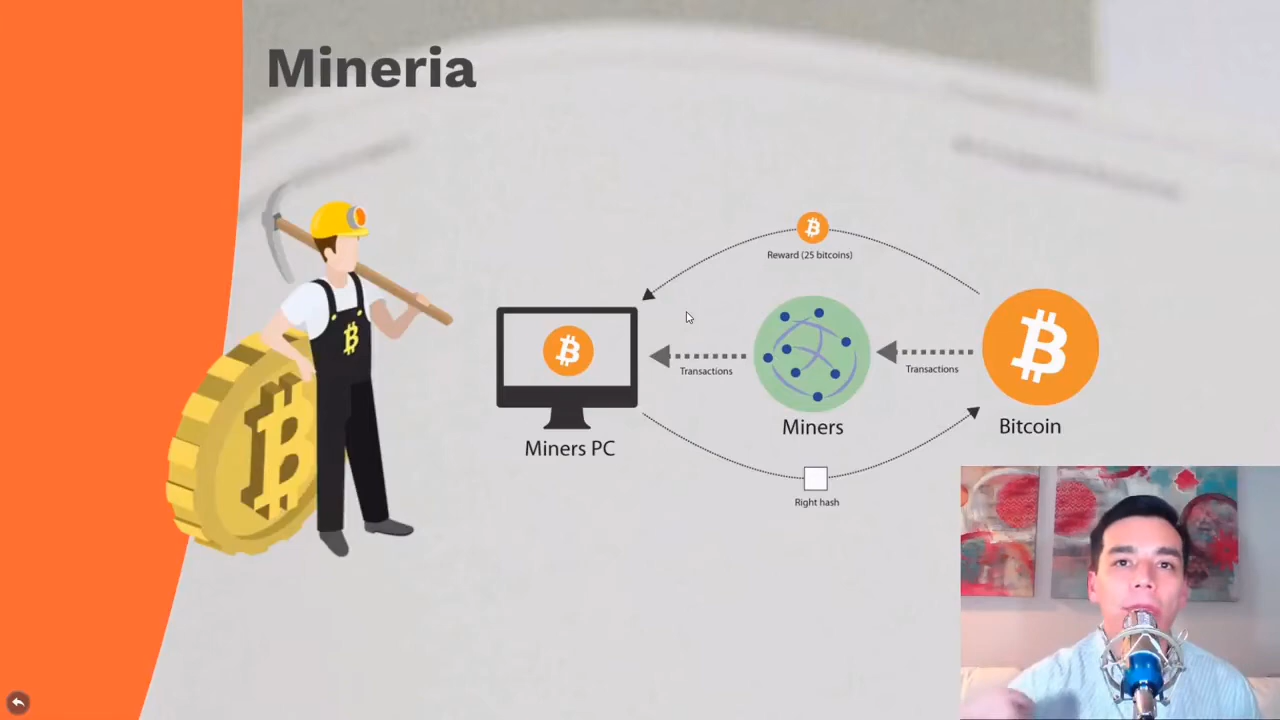 Mineria
Reward (25 bitcoins)
Transactions
Transactions
Miners PC
Miners
Bitcoin
Right hash